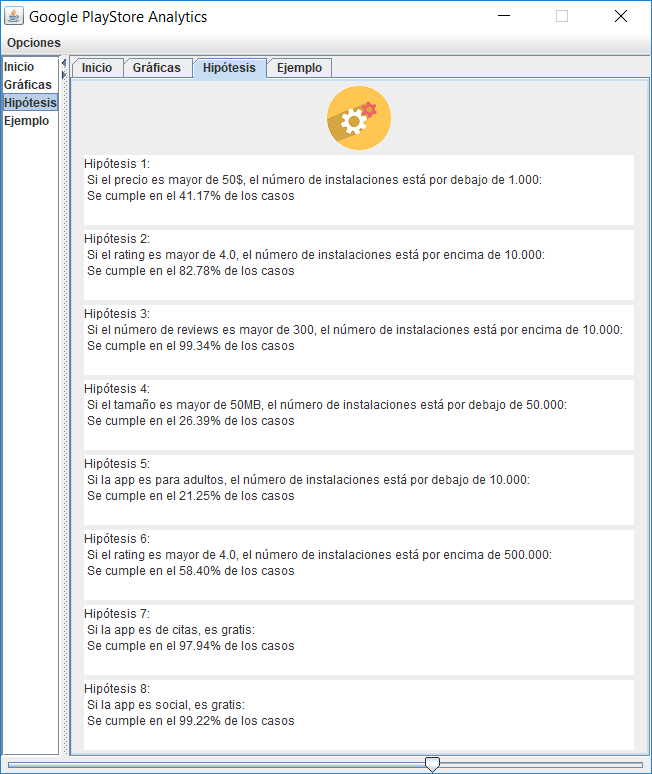 Google PlayStore Analytics
Opciones
Inicio
Gráficas
Hipótesis
Ejemplo
Inicio Gráficas Hipótesis Ejemplo
Hipótesis 1:
Si el precio es mayor de 50$, el número de instalaciones está por debajo de 1.000:
Se cumple en el 41.17% de los casos
Hipótesis 2:
Si el rating es mayor de 4.0, el número de instalaciones está por encima de 10.000:
Se cumple en el 82.78% de los casos
Hipótesis 3:
Si el número de reviews es mayor de 300, el número de instalaciones está por encima de 10.000:
Se cumple en el 99.34% de los casos
Hipótesis 4:
Si el tamaño es mayor de 50MB, el número de instalaciones está por debajo de 50.000:
Se cumple en el 26.39% de los casos
Hipótesis 5:
Si la app es para adultos, el número de instalaciones está por debajo de 10.000:
Se cumple en el 21.25% de los casos
Hipótesis 6:
Si el rating es mayor de 4.0, el número de instalaciones está por encima de 500.000:
Se cumple en el 58.40% de los casos
Hipótesis 7:
Si la app es de citas, es gratis:
Se cumple en el 97.94% de los casos
Hipótesis 8:
Si la app es social, es gratis:
Se cumple en el 99.22% de los casos